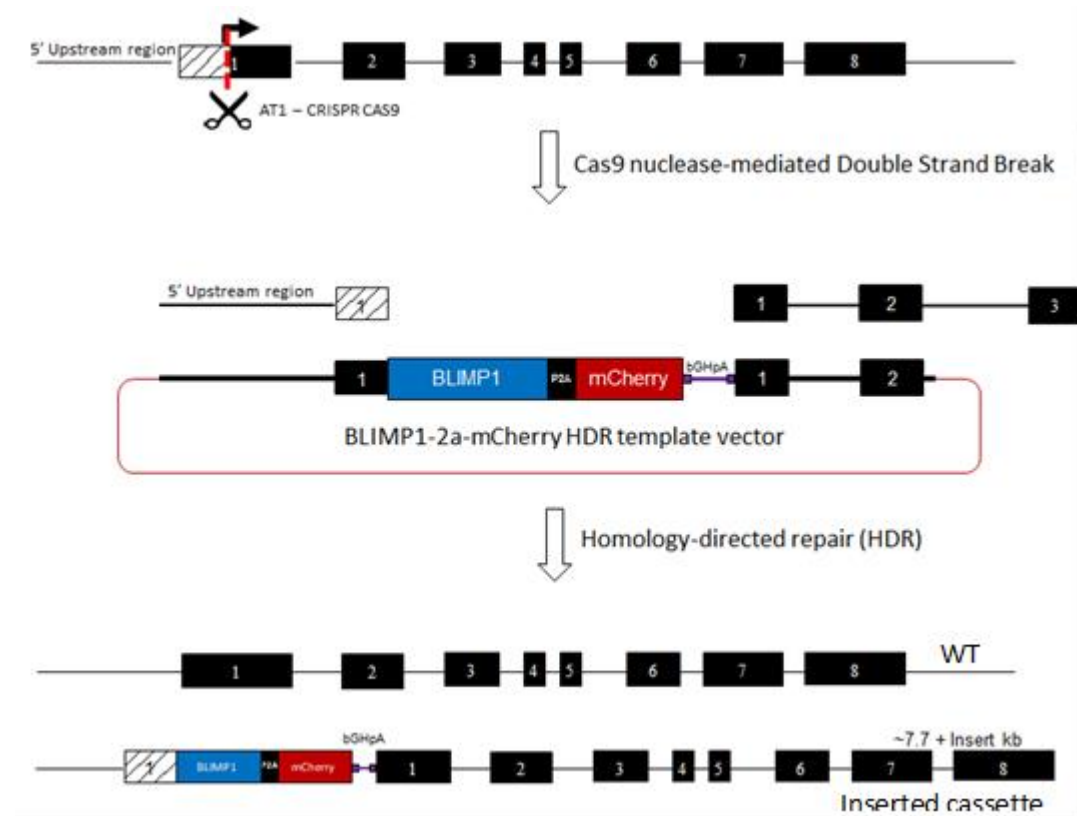 5' Upstream region
1 2 3 4 5 6 7 8
AT1 – CRISPR CAS9
Cas9 nuclease-mediated Double Strand Break
5' Upstream region
1 1 2 3
1 BLIMP1 P2A mCherry bGHpA 1 2
BLIMP1-2a-mCherry HDR template vector
Homology-directed repair (HDR)
1 2 3 4 5 6 7 8 WT
bGHpA ~7.7 + Insert kb
1 BLIMP1 P2A mCherry 1 2 3 4 5 6 7 8
Inserted cassette